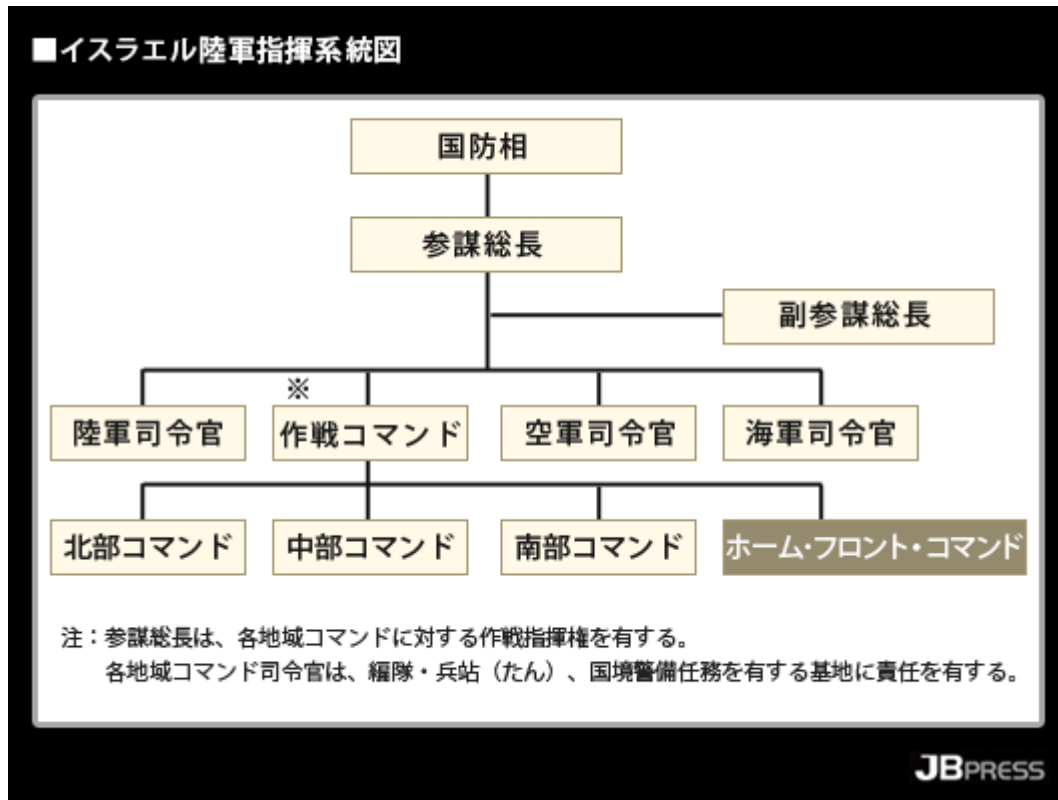 ■イスラエル陸軍指揮系統図
国防相
参謀総長
副参謀総長
※
陸軍司令官
作戦コマンド
空軍司令官
海軍司令官
北部コマンド
中部コマンド
南部コマンド
ホーム・フロント・コマンド
注：参謀総長は、各地域コマンドに対する作戦指揮権を有する。
各地域コマンド司令官は、編隊・兵站（たん）、国境警備任務を有する基地に責任を有する。
JBPRESS